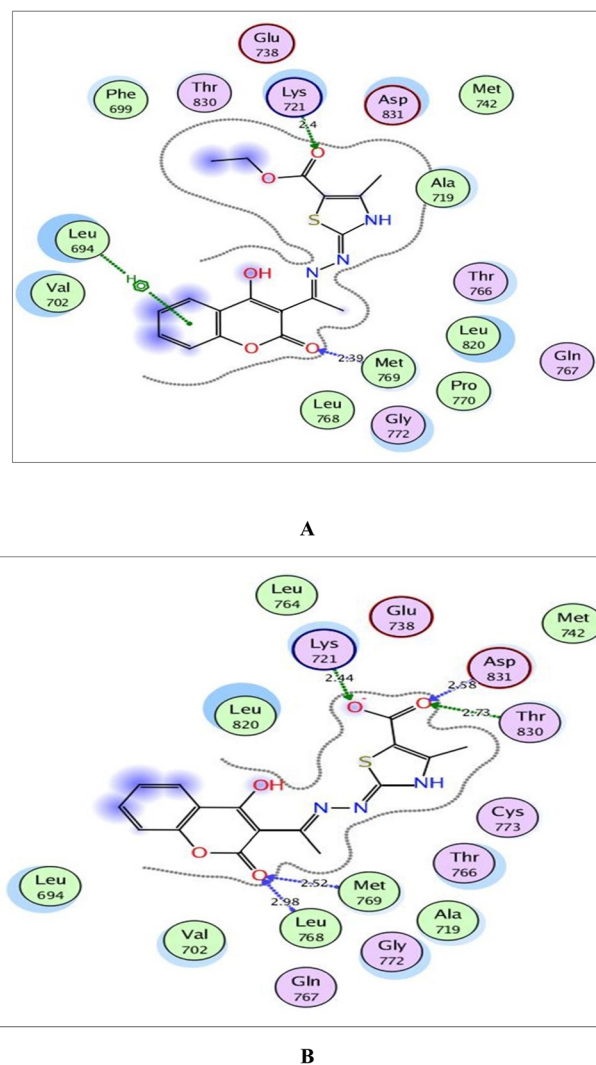 Glu
738
Phe
699
Thr
830
Lys
721
Asp
831
Met
742
2.4
O
O
Ala
719
S
NH
N
Leu
694
H
N
OH
Val
702
Thr
766
Leu
820
O
O
2.39
Met
769
Gln
767
Pro
770
Leu
768
Gly
772
A
Leu
764
Glu
738
Met
742
Lys
721
Asp
831
2.44
2.58
Leu
820
O-
O
2.73
Thr
830
S
NH
OH
N
N
Cys
773
Thr
766
O
O
2.52
Met
769
Leu
694
2.98
Leu
768
Ala
719
Val
702
Gly
772
Gln
767
B